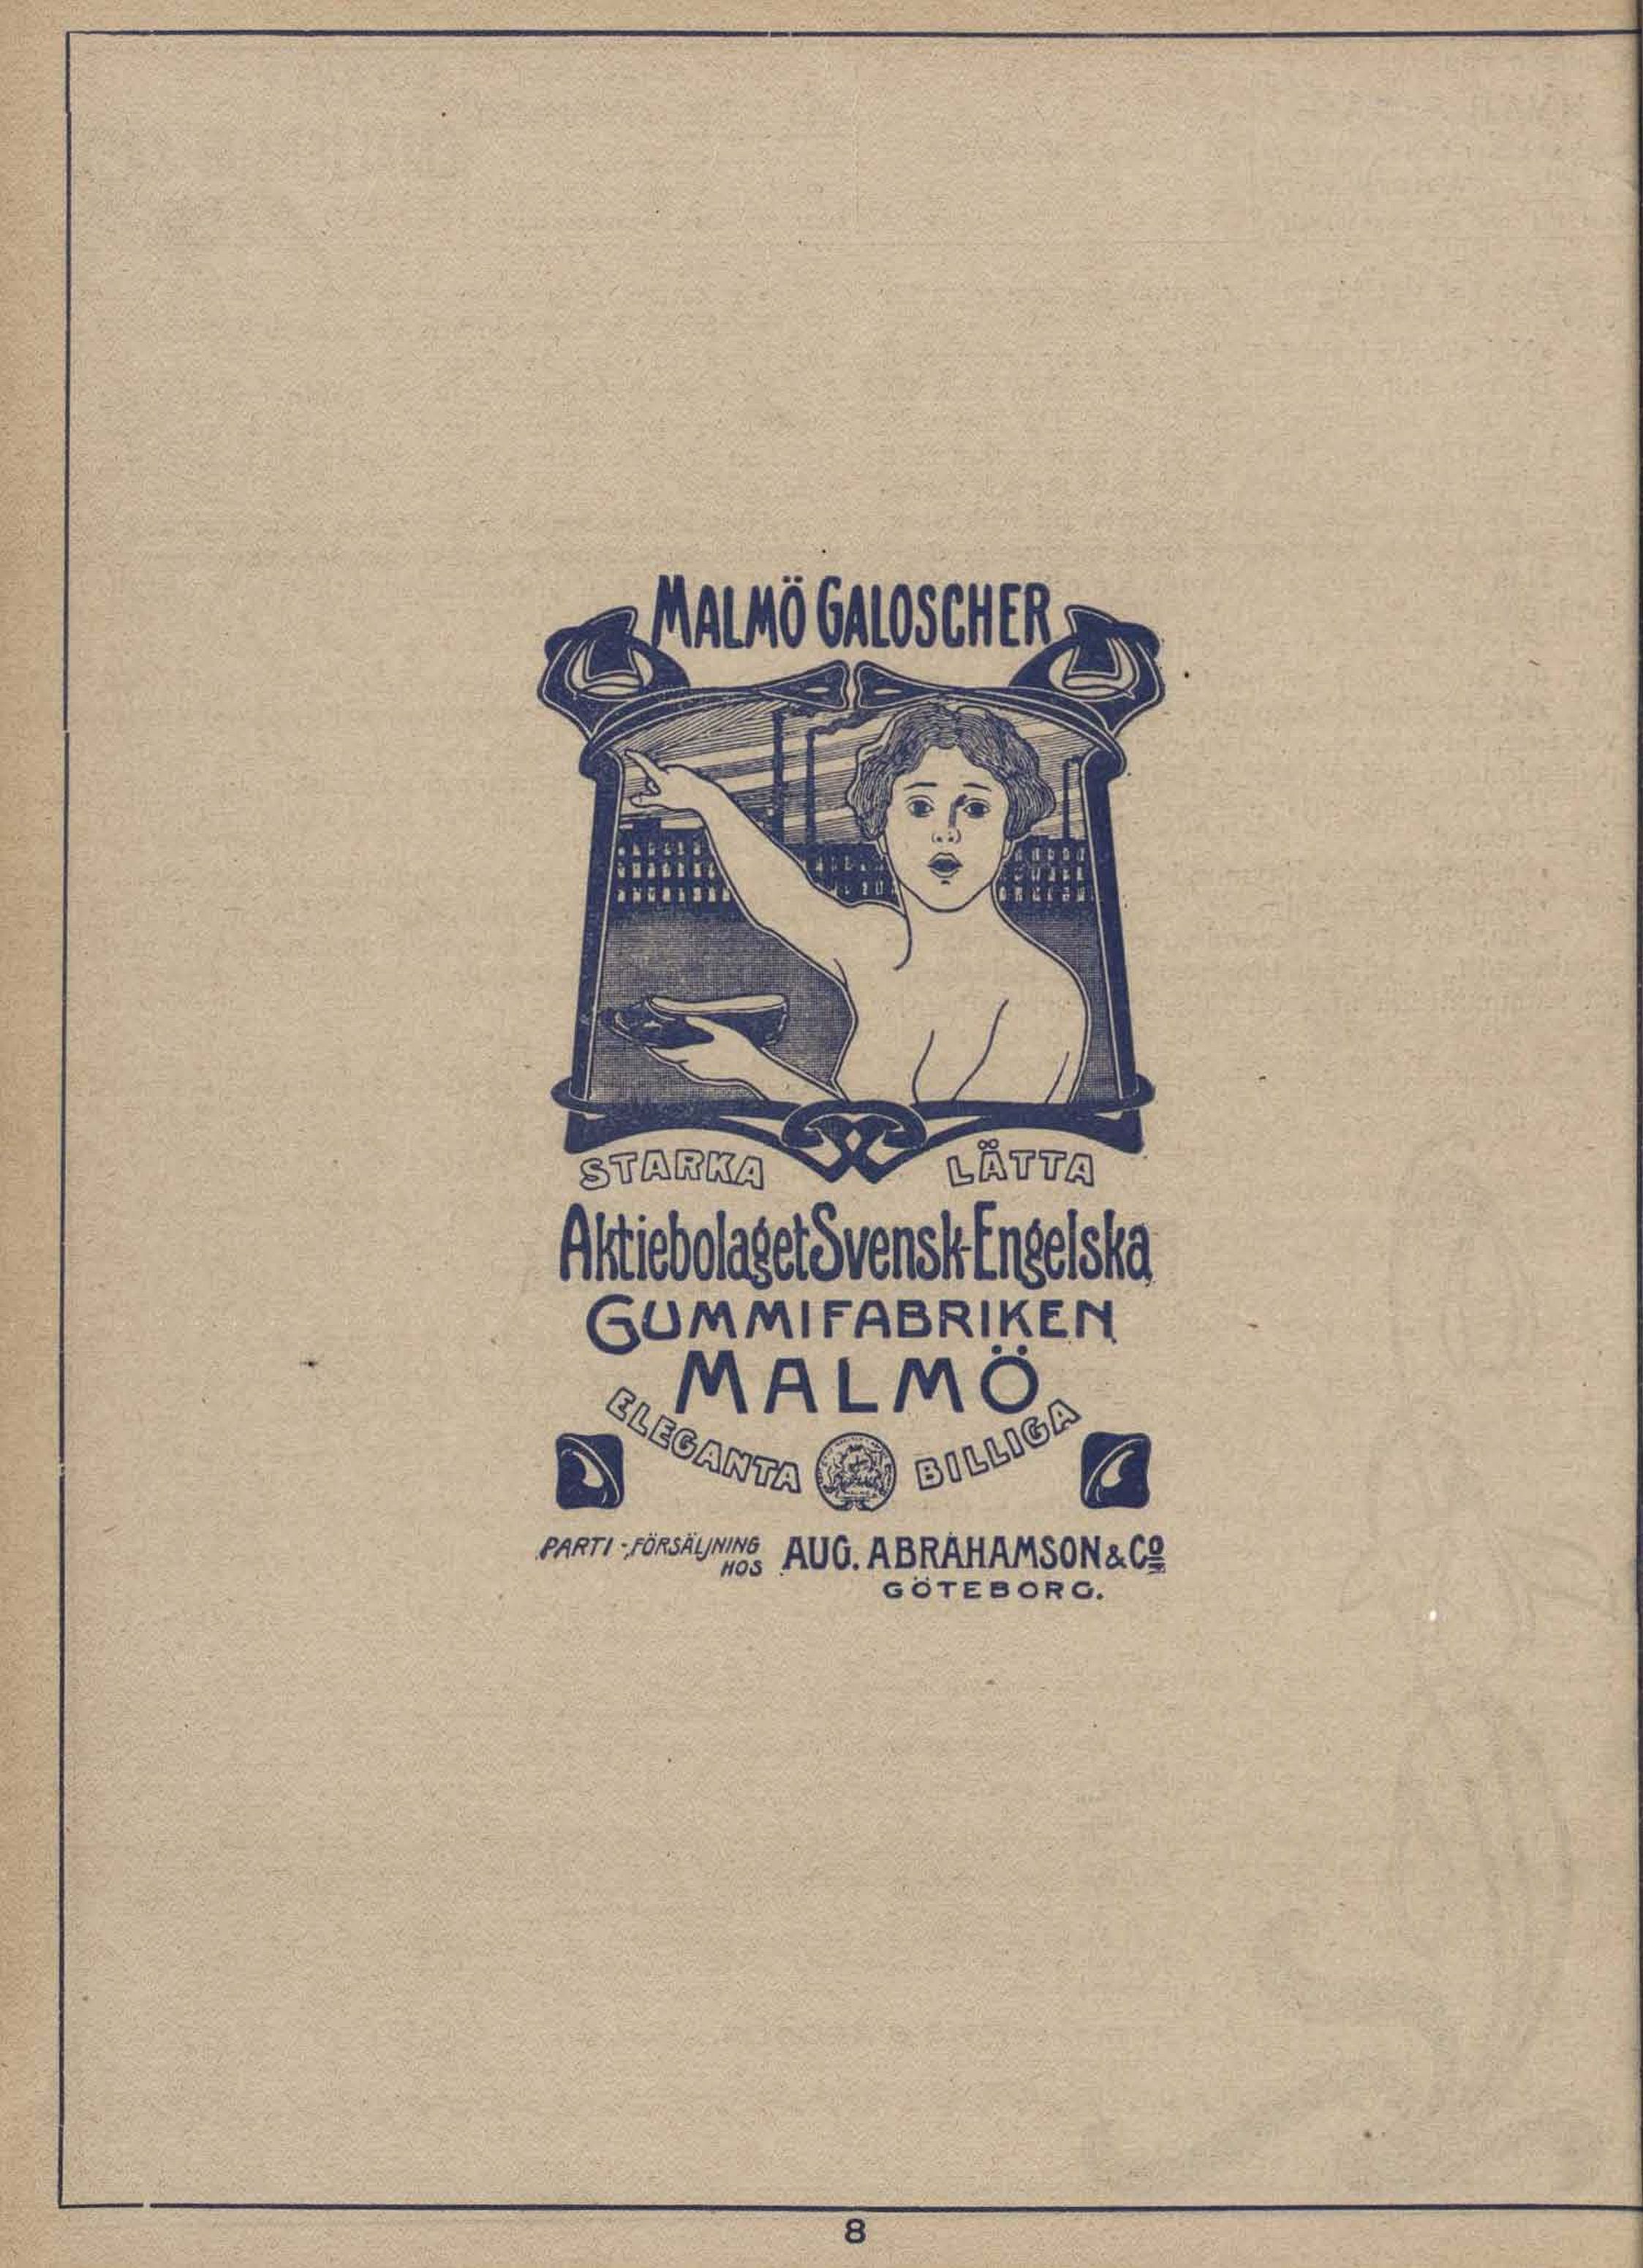 MALMÖ GALOSCHER
STARKA LÄTTA
Aktiebolaget Svensk-Engelska
GUMMIFABRIKEN
MALMÖ
ELEGANTA BILLIGA
PARTI-FÖRSÄLJNING HOS AUG. ABRAHAMSON & Co
GÖTEBORG.
8